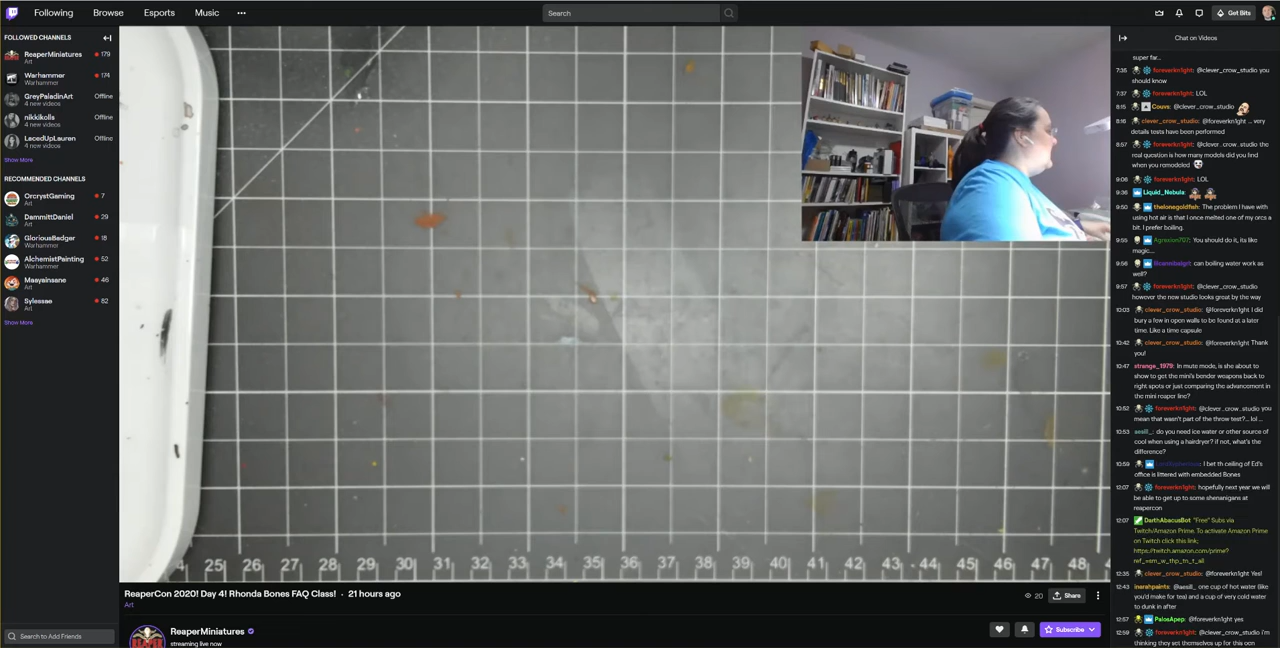 Following
Browse
Esports
Music
Search
Get Bits
FOLLOWED CHANNELS
ReaperMiniatures
179
Art
Warhammer
174
Warhammer
GreyPaladinArt
Offline
4 new videos
nikkikolls
Offline
4 new videos
LacedUpLauren
Offline
4 new videos
Show More
RECOMMENDED CHANNELS
OrcrystGaming
7
Art
DammittDaniel
29
Art
GloriousBadger
18
Warhammer
AlchemistPainting
52
Warhammer
Maayainsane
46
Art
Sylessae
82
Art
Show More
Search to Add Friends
25 26 27 28 29 30 31 32 33 34 35 36 37 38 39 40 41 42 43 44 45 46 47 48
ReaperCon 2020! Day 4! Rhonda Bones FAQ Class! · 21 hours ago
Art
20
Share
ReaperMiniatures
streaming live now
Subscribe
Chat on Videos
super far...
7:35 foreverkn1ght: @clever_crow_studio you
should know
7:37 foreverkn1ght: LOL
8:15 Couvs: @clever_crow_studio
8:16 clever_crow_studio: @foreverkn1ght ... very
details tests have been performed
8:57 foreverkn1ght: @clever_crow_studio the
real question is how many models did you find
when you remodeled
9:06 foreverkn1ght: LOL
9:36 Liquid_Nebula:
9:50 thelonegoldfish: The problem I have with
using hot air is that I once melted one of my orcs a
bit. I prefer boiling.
9:55 You should do it, its like
magic...
9:56 can boiling water work as
well?
9:57 foreverkn1ght: @clever_crow_studio
however the new studio looks great by the way
10:03 clever_crow_studio: @foreverkn1ght I did
bury a few in open walls to be found at a later
time. Like a time capsule
10:42 clever_crow_studio: @foreverkn1ght Thank
you!
10:47 strange_1979: In mute mode, is she about to
show to get the mini's bender weapons back to
right spots or just comparing the advancement in
the mini reaper line?
10:52 foreverkn1ght: @clever_crow_studio you
mean that wasn't part of the throw test?... lol ..
10:53 aesill_: do you need ice water or other source of
cool when using a hairdryer? if not, what's the
difference?
10:59 I bet th ceiling of Ed's
office is littered with embedded Bones
12:07 foreverkn1ght: hopefully next year we will
be able to get up to some shenanigans at
reapercon
12:07 DarthAbacusBot "Free" Subs via
Twitch/Amazon Prime. To activate Amazon Prime
on Twitch click this link;
https://twitch.amazon.com/prime?
12:35 clever_crow_studio: @foreverkn1ght Yes!
12:43 inarahpaints: @aesill_ one cup of hot water (like
you'd make for tea) and a cup of very cold water
to dunk in after
12:57 PalosApep: @foreverkn1ght yes
12:59 foreverkn1ght: @clever_crow_studio i'm
thinking they set themselves up for this own